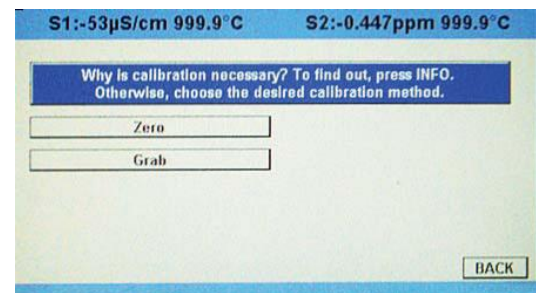 S1:-53µS/cm 999.9°C S2:-0.447ppm 999.9°C
Why is calibration necessary? To find out, press INFO.
Otherwise, choose the desired calibration method.
Zero
Grab
BACK